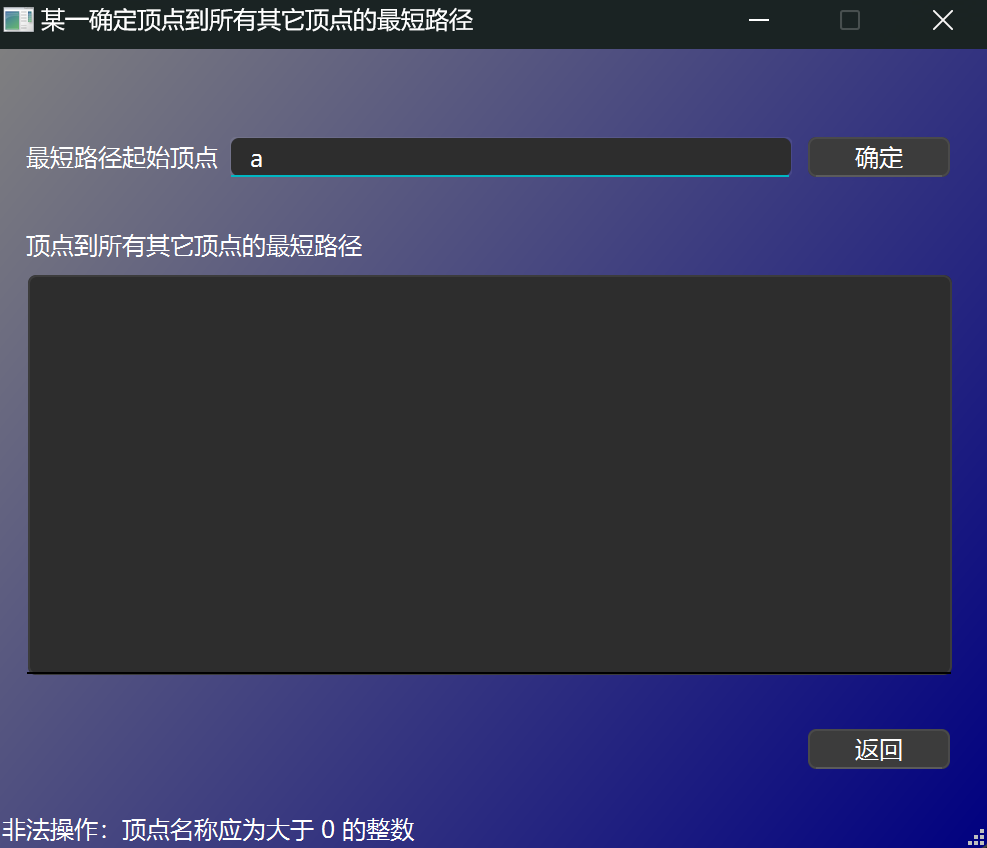 某一确定顶点到所有其它顶点的最短路径
最短路径起始顶点 a 确定
顶点到所有其它顶点的最短路径
返回
非法操作：顶点名称应为大于 0 的整数